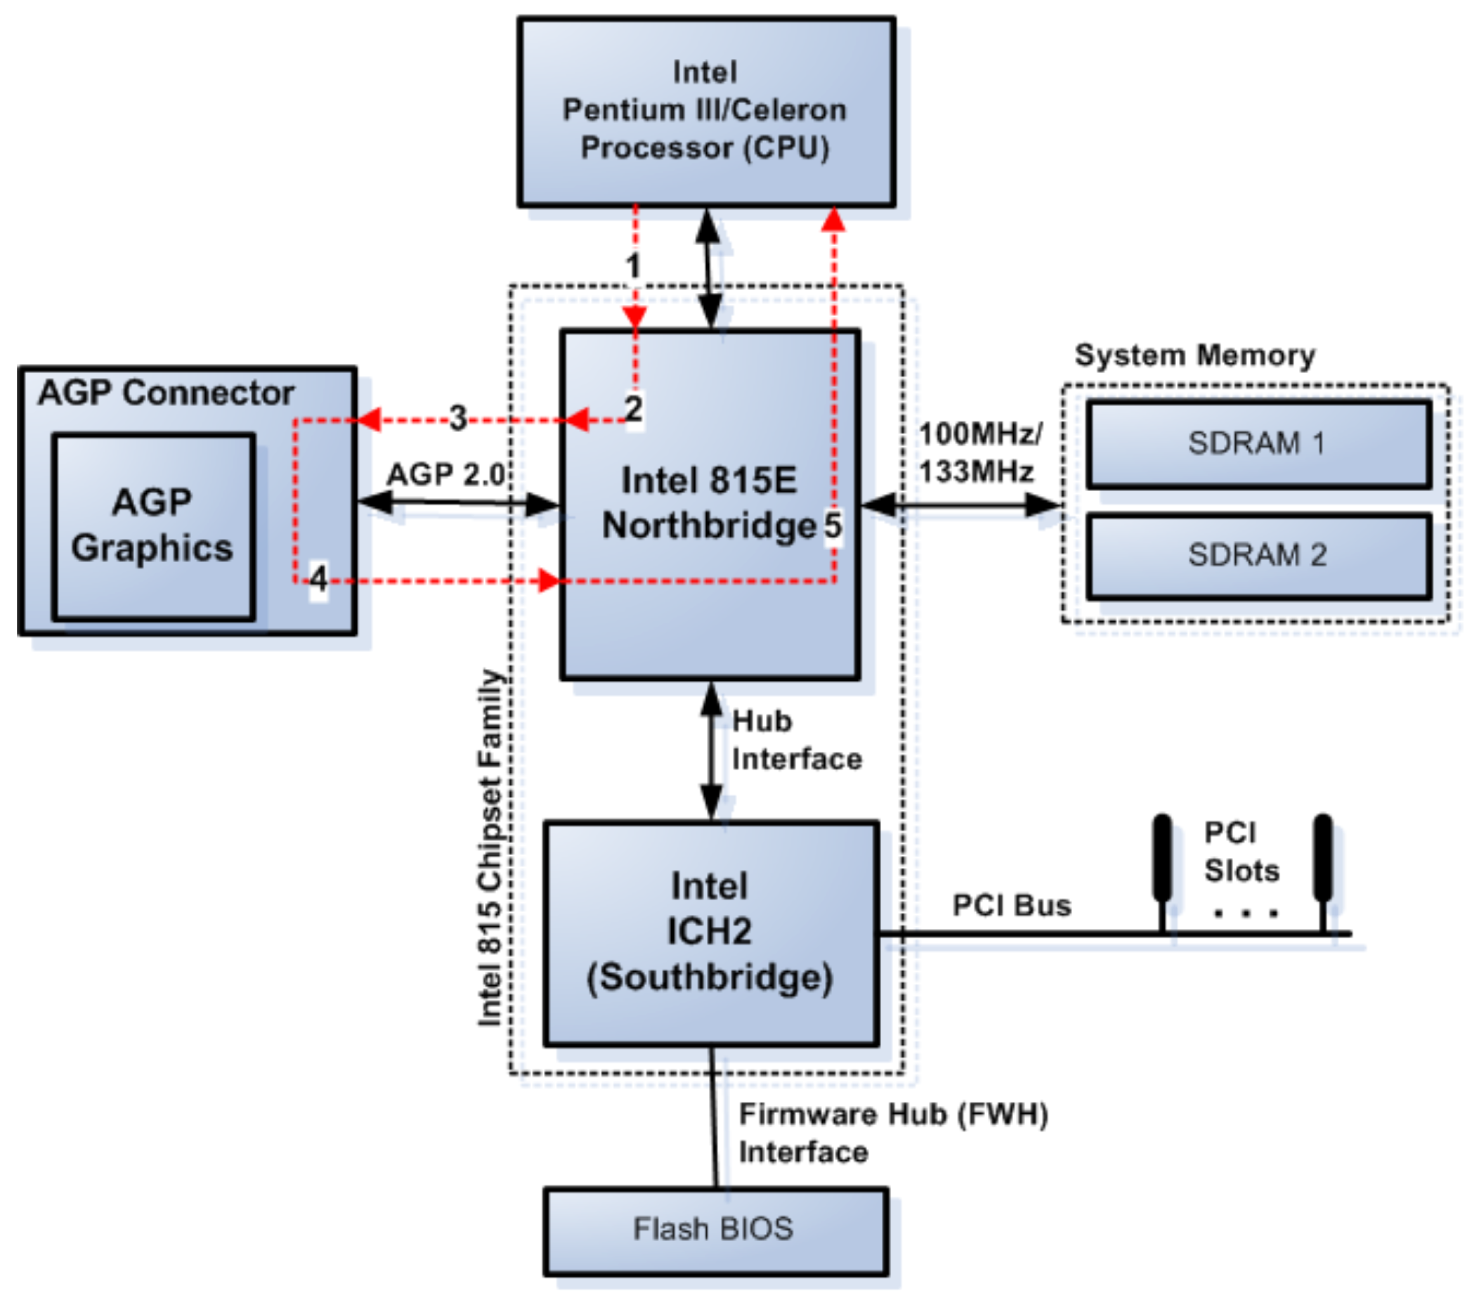 Intel
Pentium III/Celeron
Processor (CPU)
1
AGP Connector
AGP
Graphics
3
2
AGP 2.0
4
Intel 815E
Northbridge
5
100MHz/
133MHz
System Memory
SDRAM 1
SDRAM 2
Hub
Interface
Intel 815 Chipset Family
Intel
ICH2
(Southbridge)
PCI Bus
PCI
Slots
. . .
Firmware Hub (FWH)
Interface
Flash BIOS